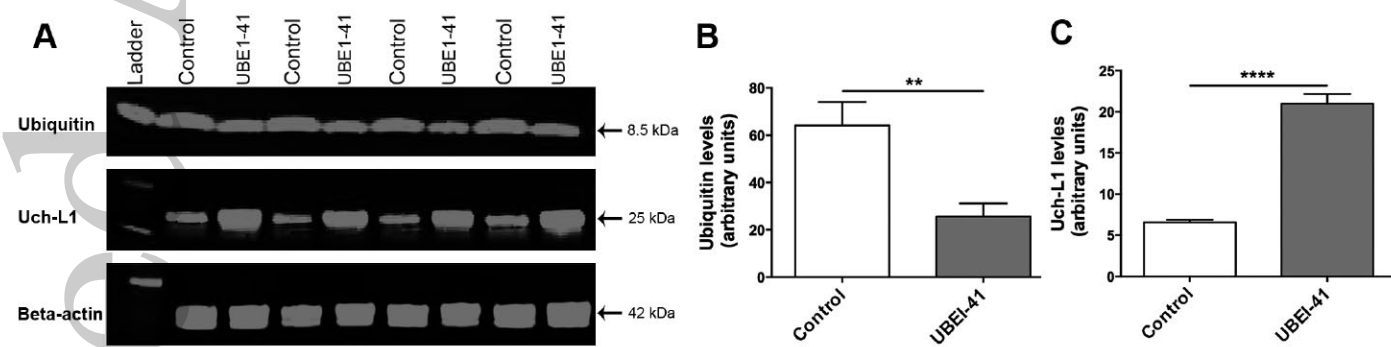 A
Ladder
Control
UBE1-41
Control
UBE1-41
Control
UBE1-41
Control
UBE1-41
Ubiquitin
8.5 kDa
Uch-L1
25 kDa
Beta-actin
42 kDa
B
**
Ubiquitin levels
(arbitrary units)
80
60
40
20
0
Control
UBEI-41
C
****
Uch-L1 levles
(arbitrary units)
25
20
15
10
5
0
Control
UBEI-41